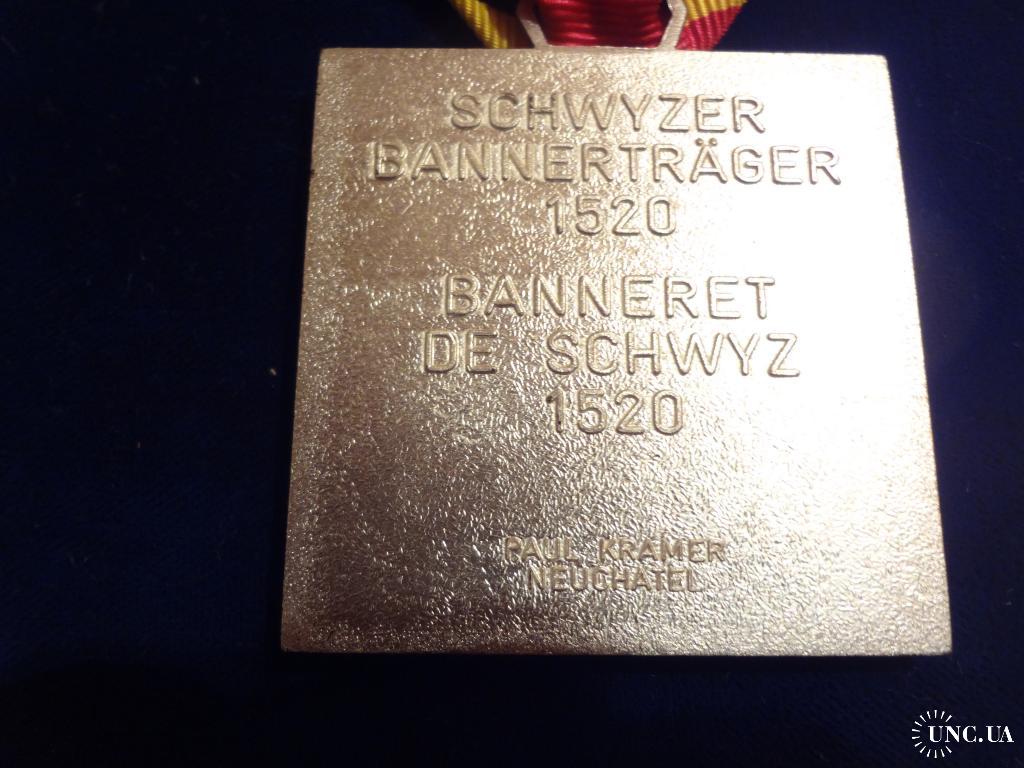 SCHWYZER
BANNERTRÄGER
1520
BANNERET
DE SCHWYZ
1520
PAUL KRAMER
NEUCHATEL
UNC.UA